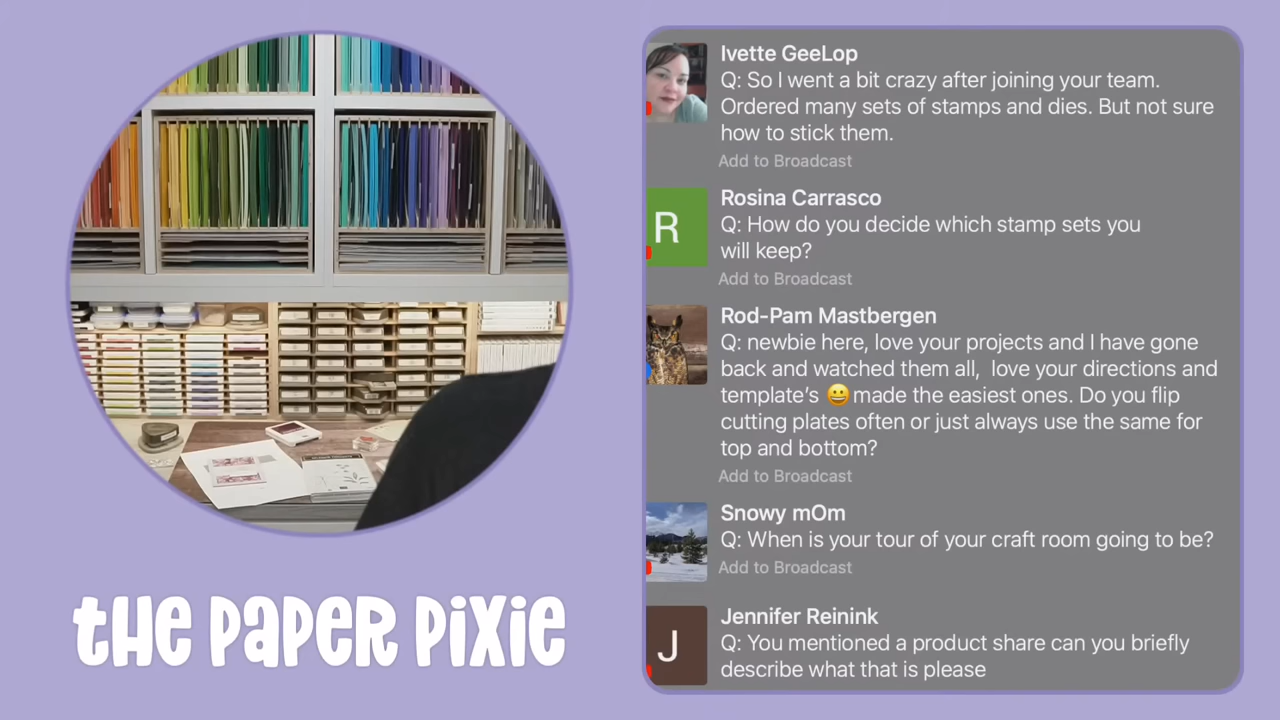 Ivette GeeLop
Q: So I went a bit crazy after joining your team.
Ordered many sets of stamps and dies. But not sure
how to stick them.
Add to Broadcast
Rosina Carrasco
R
Q: How do you decide which stamp sets you
will keep?
Add to Broadcast
Rod-Pam Mastbergen
Q: newbie here, love your projects and I have gone
back and watched them all, love your directions and
template's 😀 made the easiest ones. Do you flip
cutting plates often or just always use the same for
top and bottom?
Add to Broadcast
Snowy mOm
Q: When is your tour of your craft room going to be?
Add to Broadcast
Jennifer Reinink
J
Q: You mentioned a product share can you briefly
describe what that is please
the PAPER PiXiE